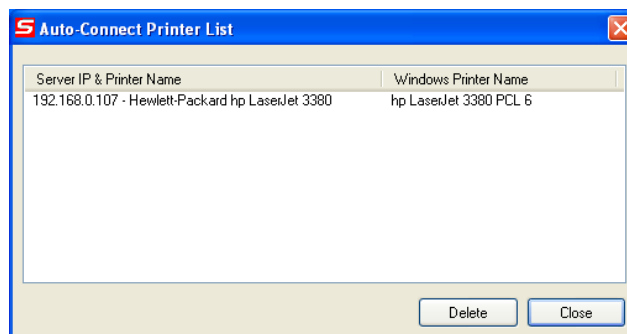 S Auto-Connect Printer List
Server IP & Printer Name Windows Printer Name
192.168.0.107 - Hewlett-Packard hp LaserJet 3380 hp LaserJet 3380 PCL 6
Delete Close